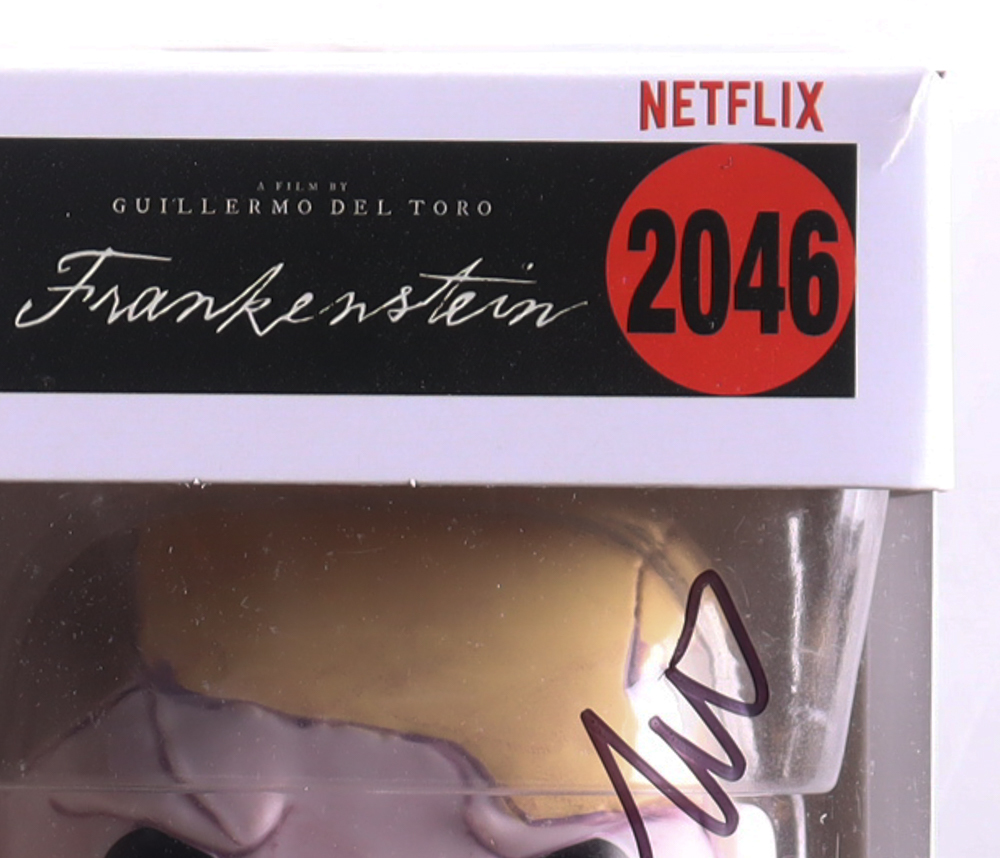 NETFLIX
A FILM BY
GUILLERMO DEL TORO
Frankenstein
2046